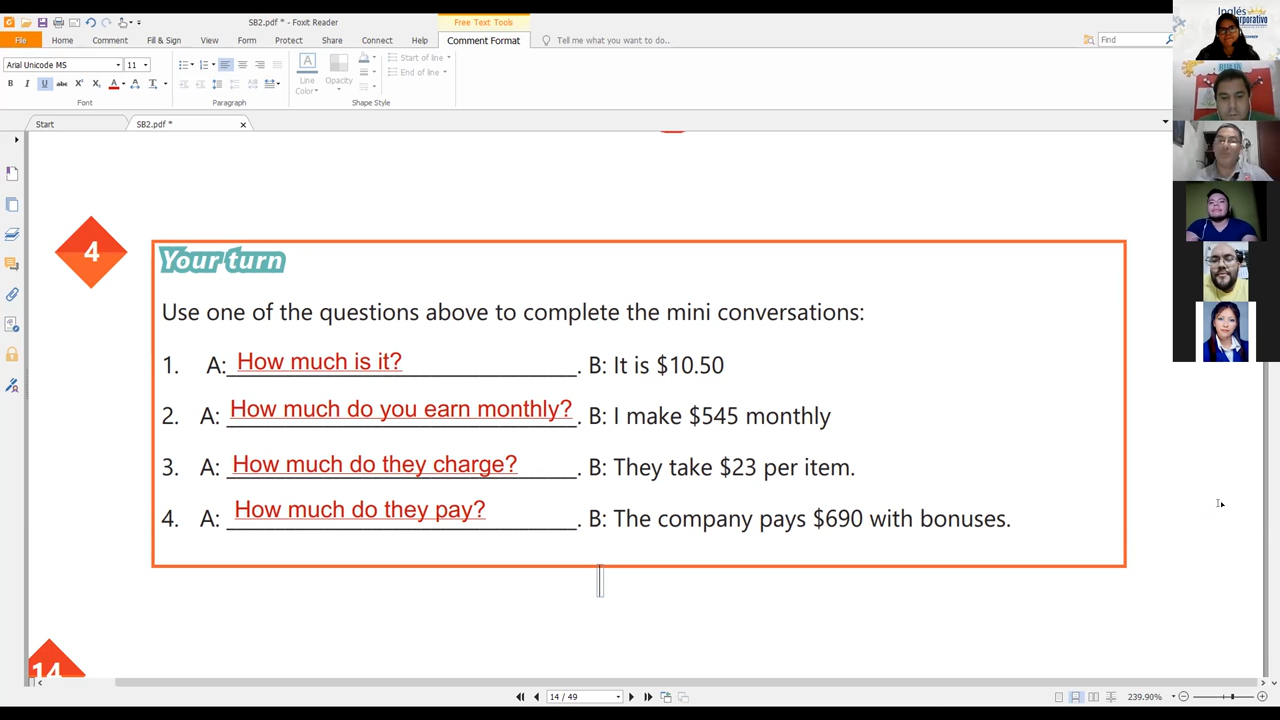 SB2.pdf * - Foxit Reader
Free Text Tools
File Home Comment Fill & Sign View Form Protect Share Connect Help Comment Format Tell me what you want to do.. Find
Arial Unicode MS 11
Line Color
Opacity
Start of line
End of line
Font Paragraph Shape Style
Start SB2.pdf *
Inglés
4
Your turn
Use one of the questions above to complete the mini conversations:
1. A: How much is it? . B: It is $10.50
2. A: How much do you earn monthly? . B: I make $545 monthly
3. A: How much do they charge? . B: They take $23 per item.
4. A: How much do they pay? . B: The company pays $690 with bonuses.
14
14 / 49
239.90%